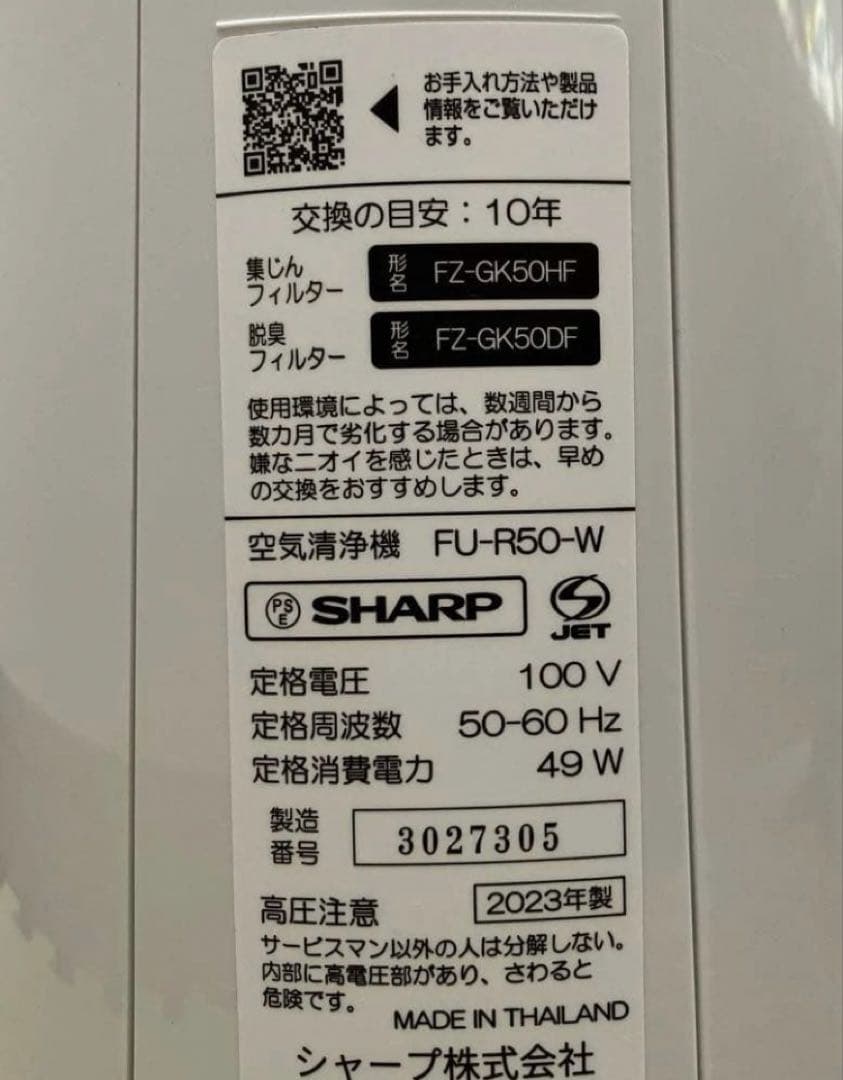 お手入れ方法や製品
情報をご覧いただけ
ます。
交換の目安：10年
集じん
フィルター
形名 FZ-GK50HF
脱臭
フィルター
形名 FZ-GK50DF
使用環境によっては、数週間から
数カ月で劣化する場合があります。
嫌なニオイを感じたときは、早め
の交換をおすすめします。
空気清浄機 FU-R50-W
PSE SHARP JET
定格電圧 100 V
定格周波数 50-60 Hz
定格消費電力 49 W
製造
番号
3027305
高圧注意 2023年製
サービスマン以外の人は分解しない。
内部に高電圧部があり、さわると
危険です。
MADE IN THAILAND
シャープ株式会社